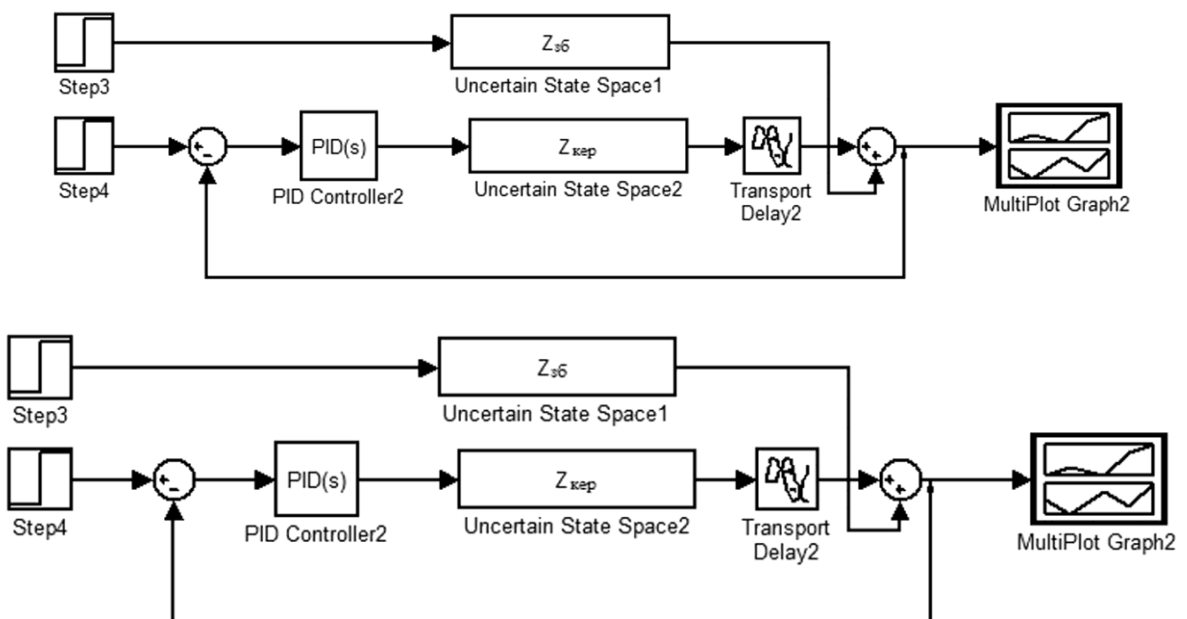 Zзб
Step3
Uncertain State Space1
Step4
PID(s)
PID Controller2
Zкер
Uncertain State Space2
Transport
Delay2
MultiPlot Graph2
Zзб
Step3
Uncertain State Space1
Step4
PID(s)
PID Controller2
Zкер
Uncertain State Space2
Transport
Delay2
MultiPlot Graph2